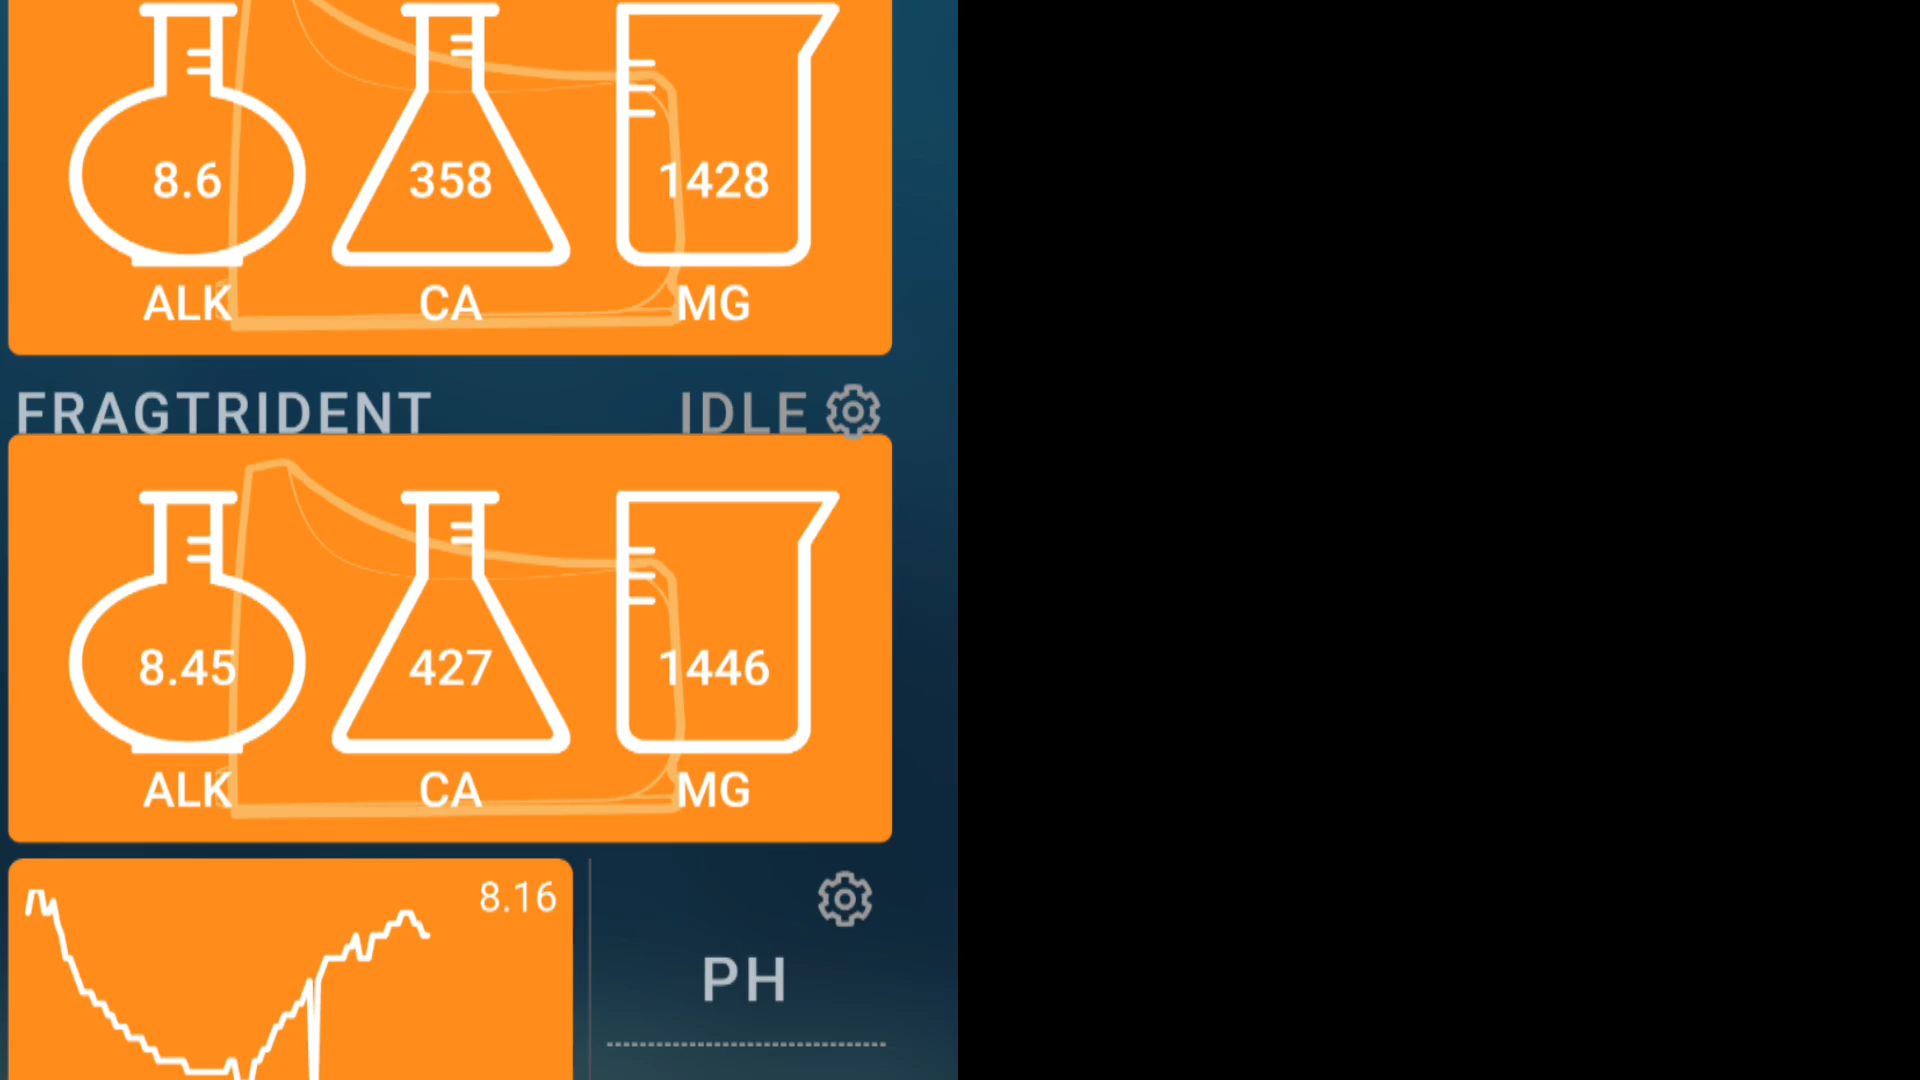 8.6 358 1428
ALK CA MG
FRAGTRIDENT IDLE
8.45 427 1446
ALK CA MG
8.16
PH